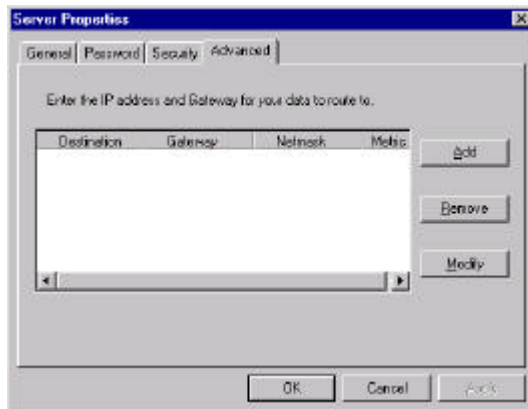 Server Properties
General Password Security Advanced
Enter the IP address and Gateway for your data to route to.
Destination Gateway Netmask Metric
Add
Remove
Modify
OK Cancel Apply